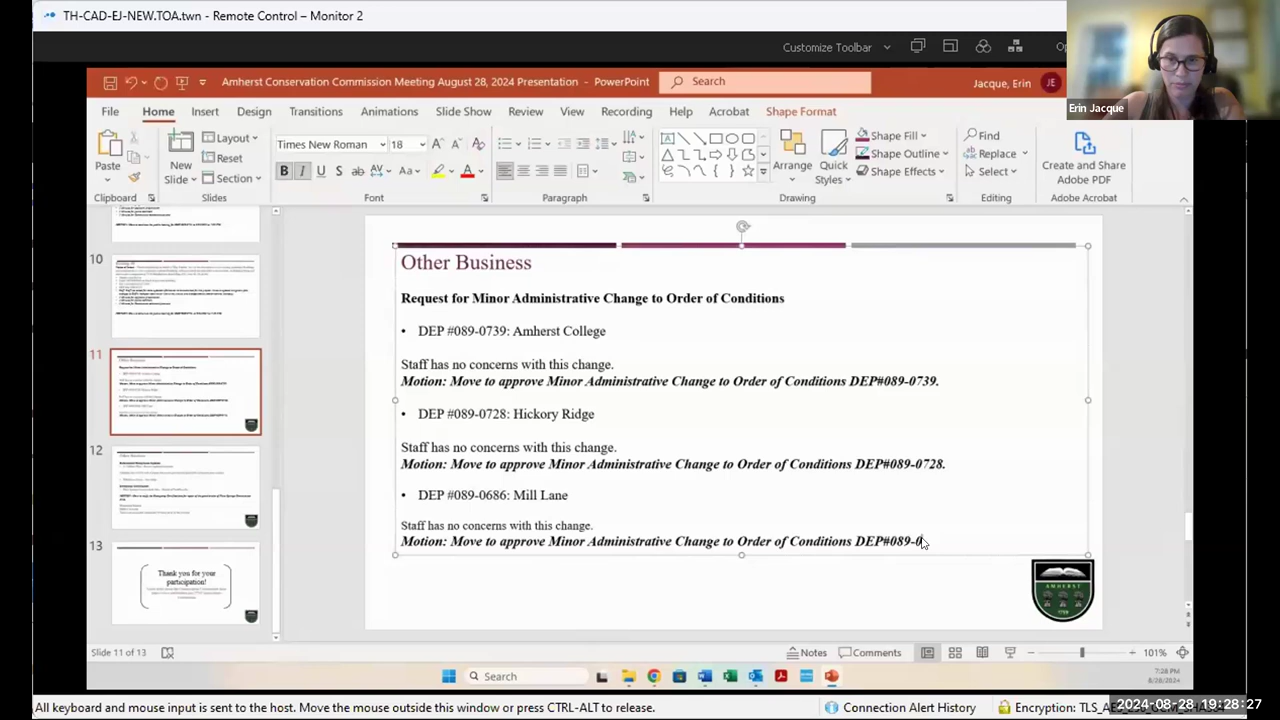 TH-CAD-EJ-NEW.TOA.twn - Remote Control – Monitor 2
Customize Toolbar
Erin Jacque
Amherst Conservation Commission Meeting August 28, 2024 Presentation - PowerPoint
Search
Jacque, Erin
JE
File Home Insert Design Transitions Animations Slide Show Review View Recording Help Acrobat Shape Format
Paste
New
Slide
Layout
Reset
Section
Times New Roman
18
Arrange
Quick
Styles
Shape Fill
Shape Outline
Shape Effects
Find
Replace
Select
Create and Share
Adobe PDF
Clipboard
Slides
Font
Paragraph
Drawing
Editing
Adobe Acrobat
10
11
12
13
Thank you for your
participation!
Other Business
Request for Minor Administrative Change to Order of Conditions
• DEP #089-0739: Amherst College
Staff has no concerns with this change.
Motion: Move to approve Minor Administrative Change to Order of Conditions DEP#089-0739.
• DEP #089-0728: Hickory Ridge
Staff has no concerns with this change.
Motion: Move to approve Minor Administrative Change to Order of Conditions DEP#089-0728.
• DEP #089-0686: Mill Lane
Staff has no concerns with this change.
Motion: Move to approve Minor Administrative Change to Order of Conditions DEP#089-0
AMHERST
1759
Slide 11 of 13
Notes
Comments
101%
Search
7:28 PM
8/28/2024
All keyboard and mouse input is sent to the host. Move the mouse outside this window or press CTRL-ALT to release.
Connection Alert History
Encryption:
2024-08-28 19:28:27